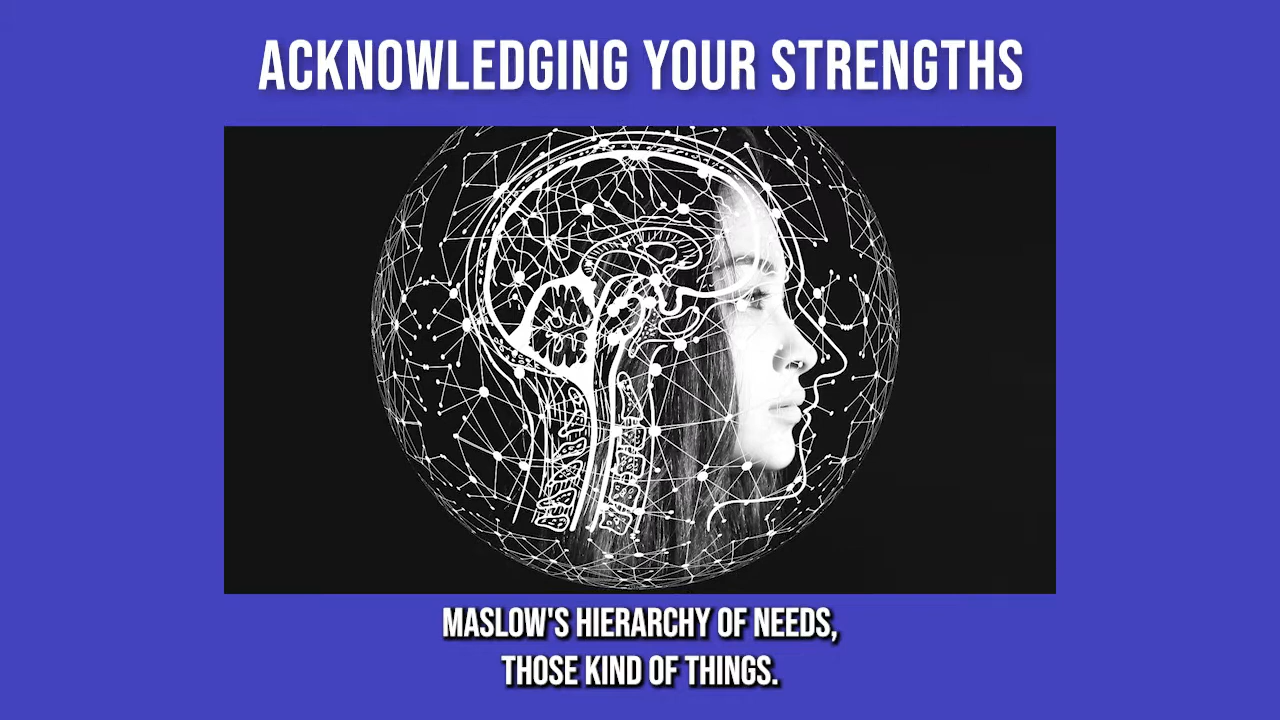 ACKNOWLEDGING YOUR STRENGTHS
MASLOW'S HIERARCHY OF NEEDS,
THOSE KIND OF THINGS.